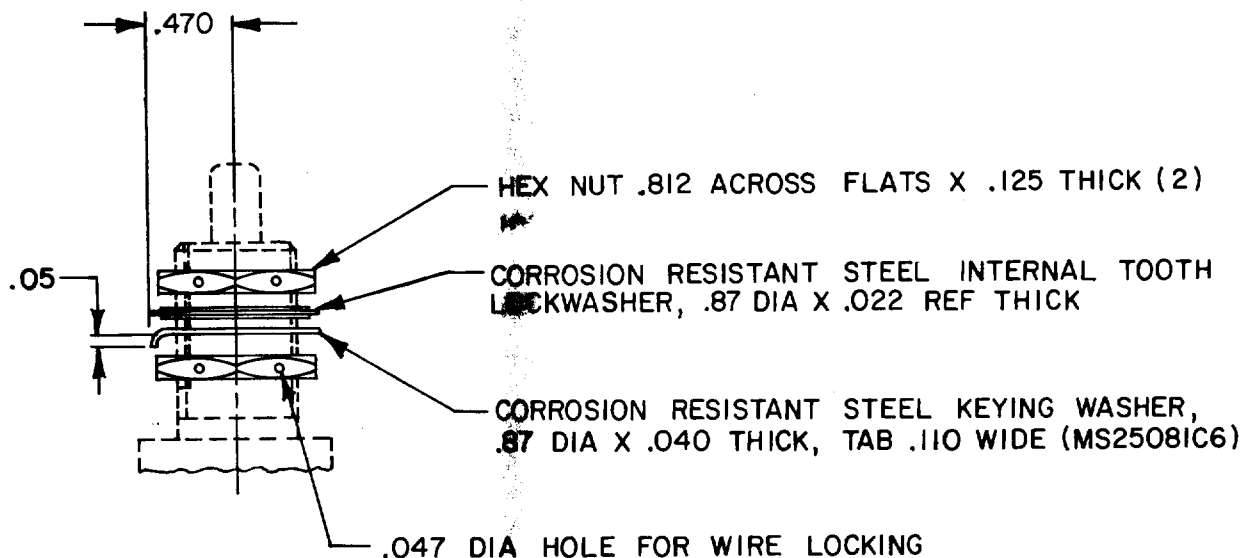 .470
HEX NUT .812 ACROSS FLATS X .125 THICK (2)
.05
CORROSION RESISTANT STEEL INTERNAL TOOTH
LOCKWASHER, .87 DIA X .022 REF THICK
CORROSION RESISTANT STEEL KEYING WASHER,
.87 DIA X .040 THICK, TAB .110 WIDE (MS25081C6)
.047 DIA HOLE FOR WIRE LOCKING